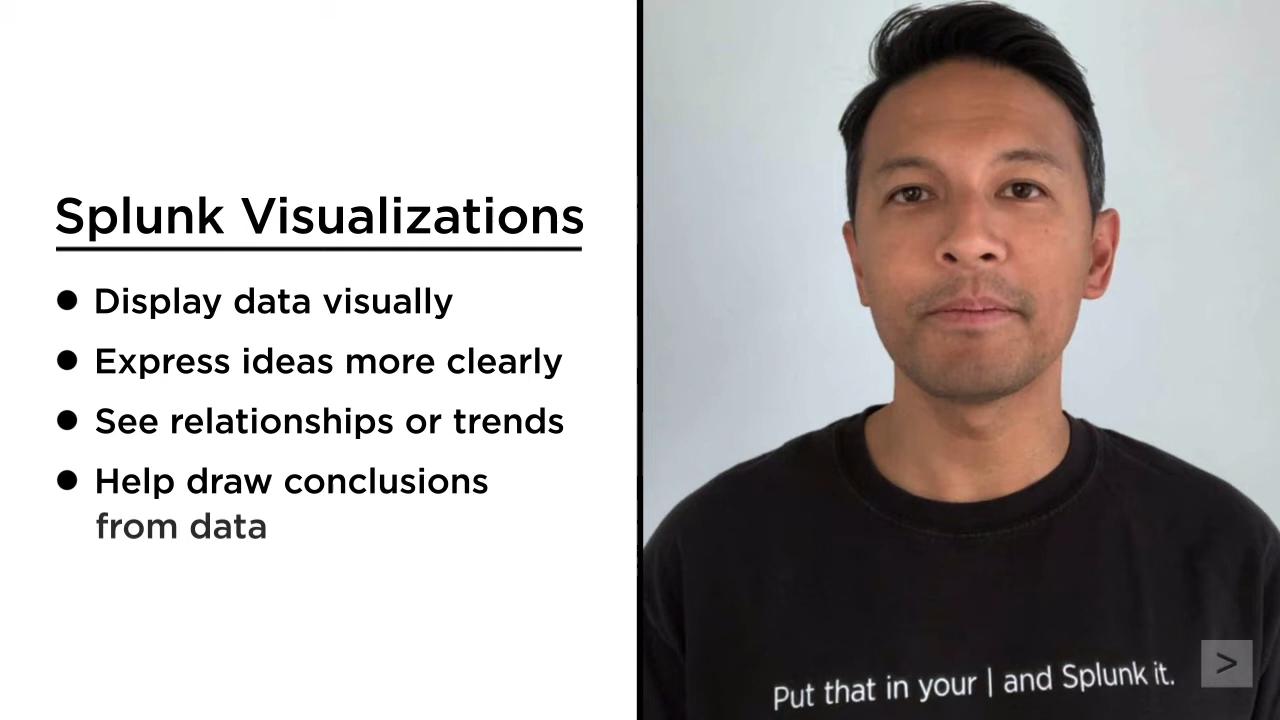 Splunk Visualizations
● Display data visually
● Express ideas more clearly
● See relationships or trends
● Help draw conclusions
from data
Put that in your | and Splunk it.
>